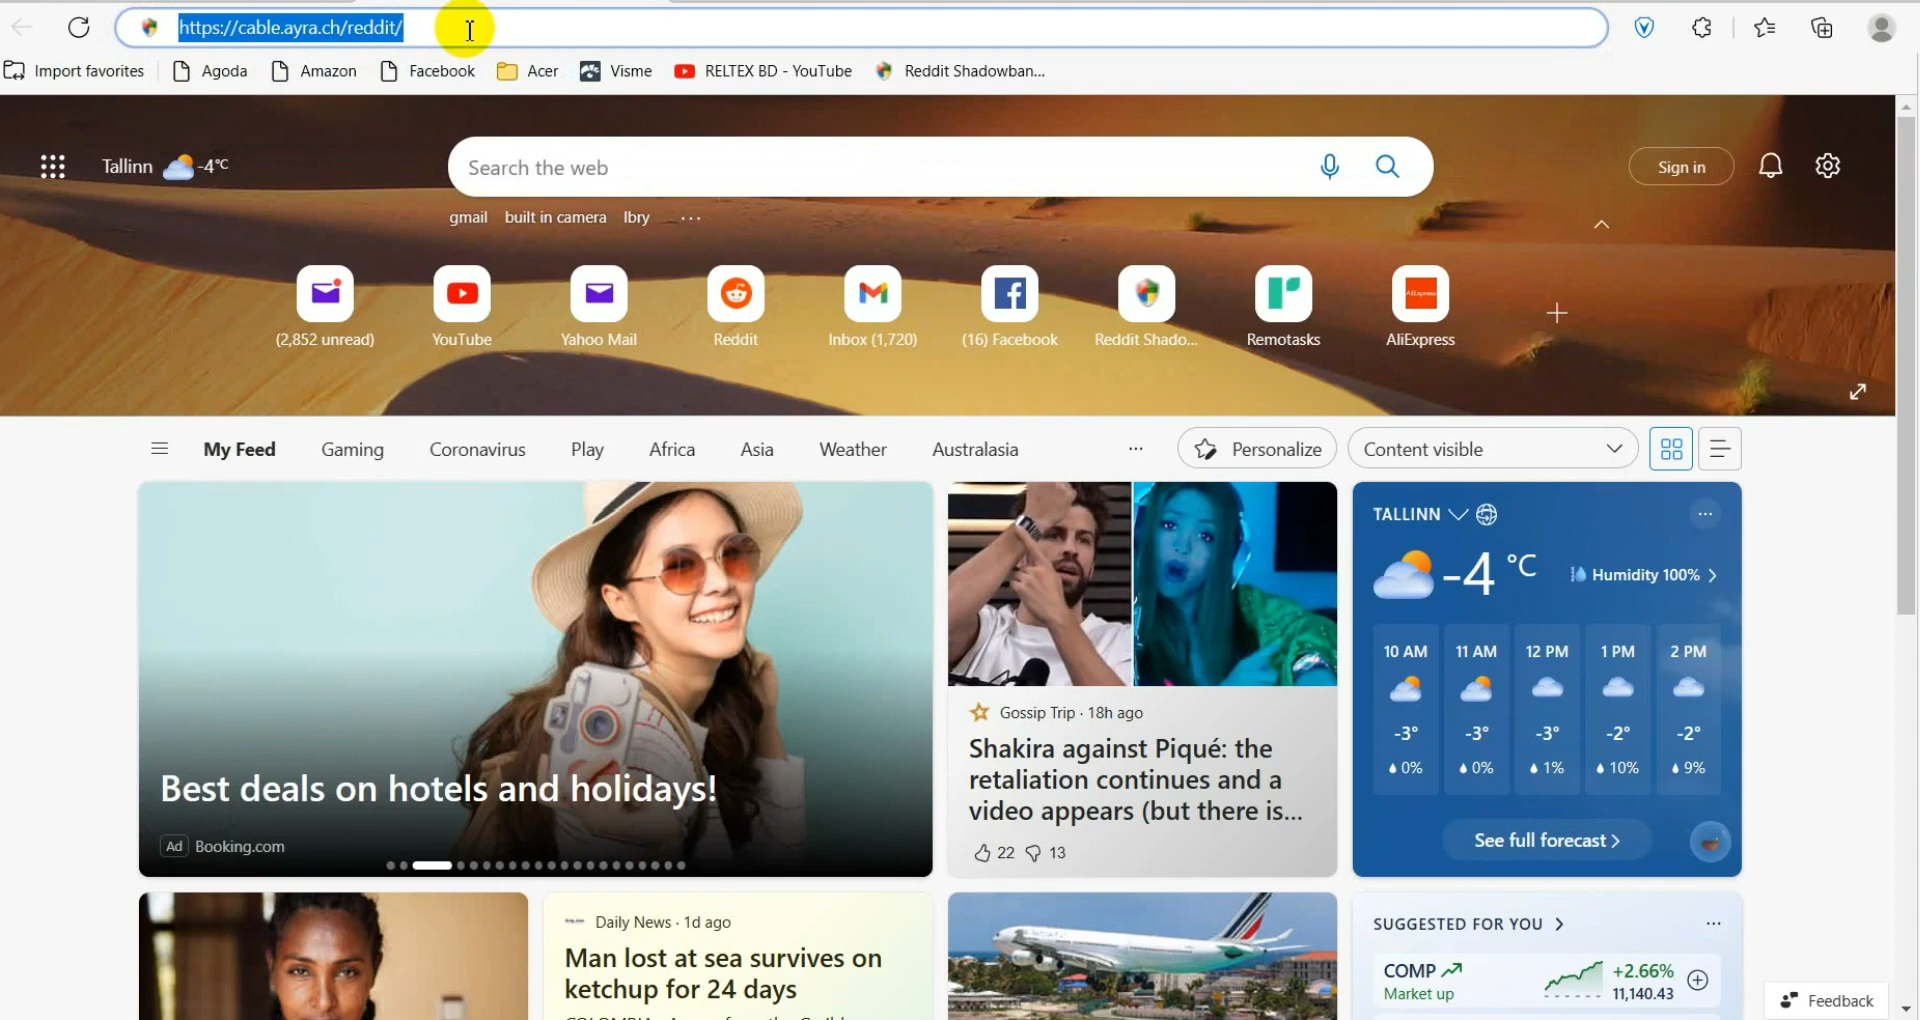 https://cable.ayra.ch/reddit/
Import favorites Agoda Amazon Facebook Acer Visme RELTEX BD - YouTube Reddit Shadowban...
Tallinn -4°C
Search the web
Sign in
gmail built in camera lbry ...
(2,852 unread) YouTube Yahoo Mail Reddit Inbox (1,720) (16) Facebook Reddit Shado... Remotasks AliExpress
My Feed Gaming Coronavirus Play Africa Asia Weather Australasia ... Personalize Content visible
Best deals on hotels and holidays!
Ad Booking.com
Gossip Trip · 18h ago
Shakira against Piqué: the
retaliation continues and a
video appears (but there is...
22 13
TALLINN
-4 °C Humidity 100% >
10 AM 11 AM 12 PM 1 PM 2 PM
-3° -3° -3° -2° -2°
0% 0% 1% 10% 9%
See full forecast >
Daily News · 1d ago
Man lost at sea survives on
ketchup for 24 days
SUGGESTED FOR YOU >
COMP +2.66%
Market up 11,140.43
Feedback